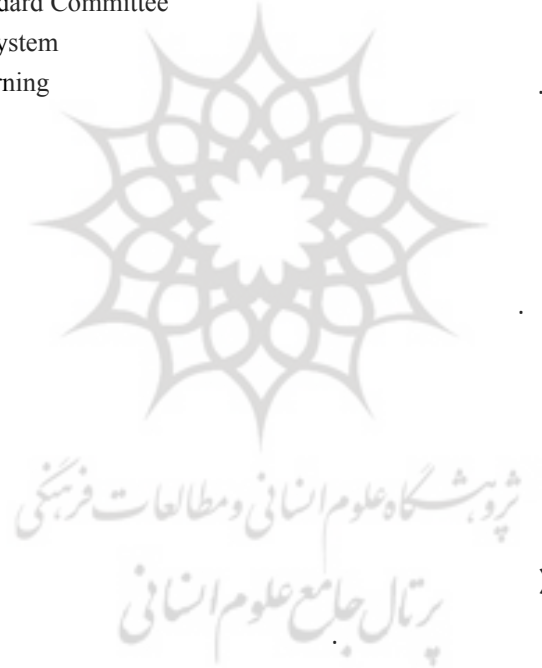 dard Committee
ystem
rning
.
.
پژوهشگاه علوم انسانی و مطالعات فرهنگی
پرتال جامع علوم انسانی
.